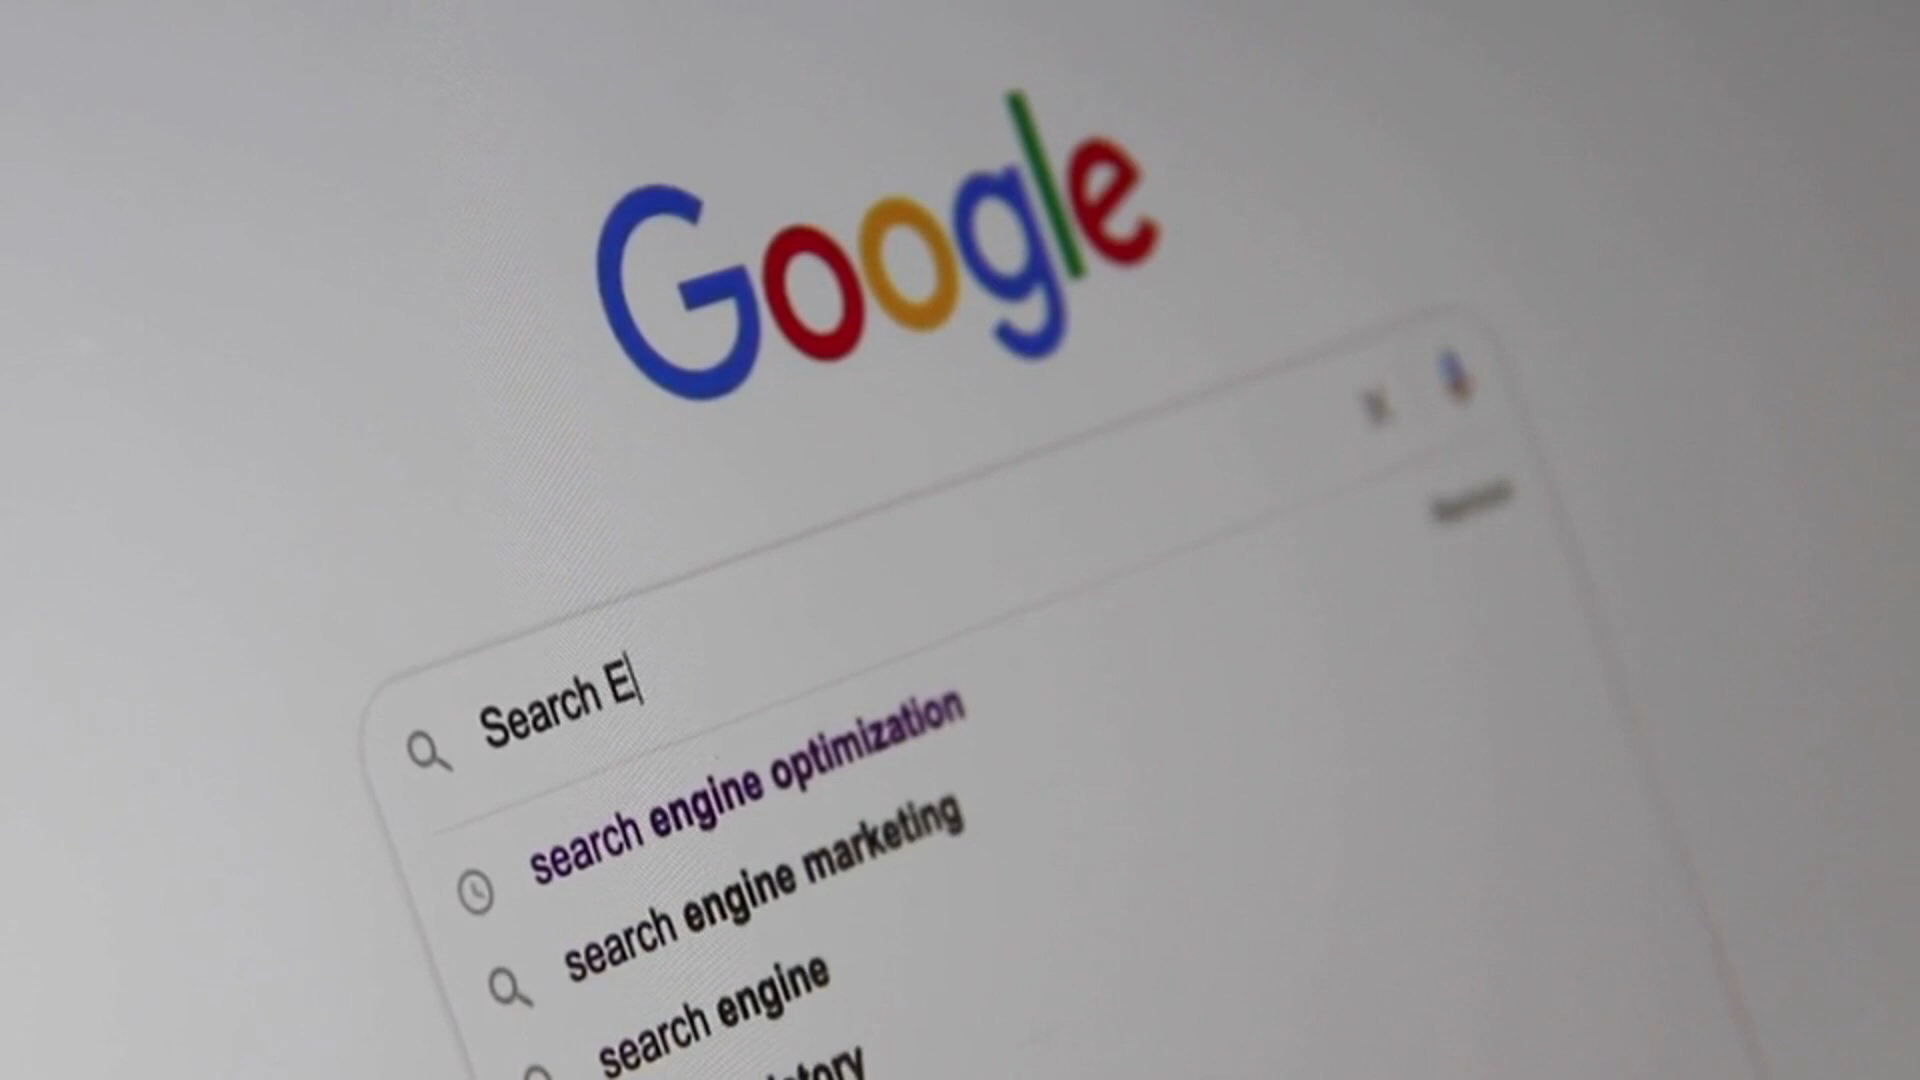 Google
Search E
search engine optimization
search engine marketing
search engine